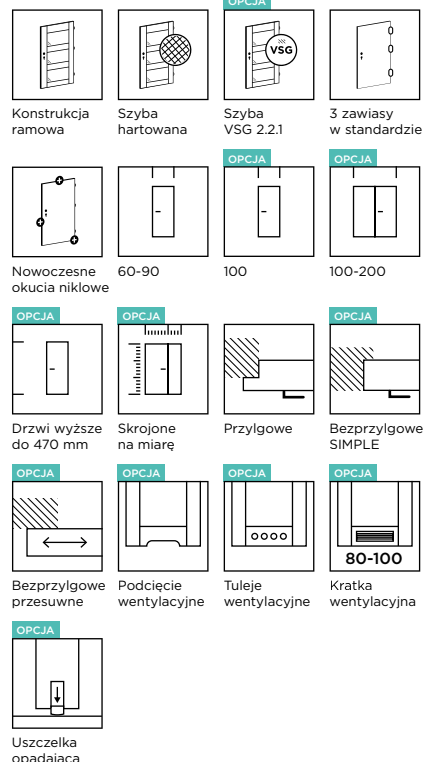 OPCJA
VSG
Konstrukcja
ramowa
Szyba
hartowana
Szyba
VSG 2.2.1
3 zawiasy
w standardzie
OPCJA
OPCJA
Nowoczesne
okucia niklowe
60-90
100
100-200
OPCJA
OPCJA
OPCJA
Drzwi wyższe
do 470 mm
Skrojone
na miarę
Przylgowe
Bezprzylgowe
SIMPLE
OPCJA
OPCJA
OPCJA
OPCJA
80-100
Bezprzylgowe
przesuwne
Podcięcie
wentylacyjne
Tuleje
wentylacyjne
Kratka
wentylacyjna
OPCJA
Uszczelka
opadająca